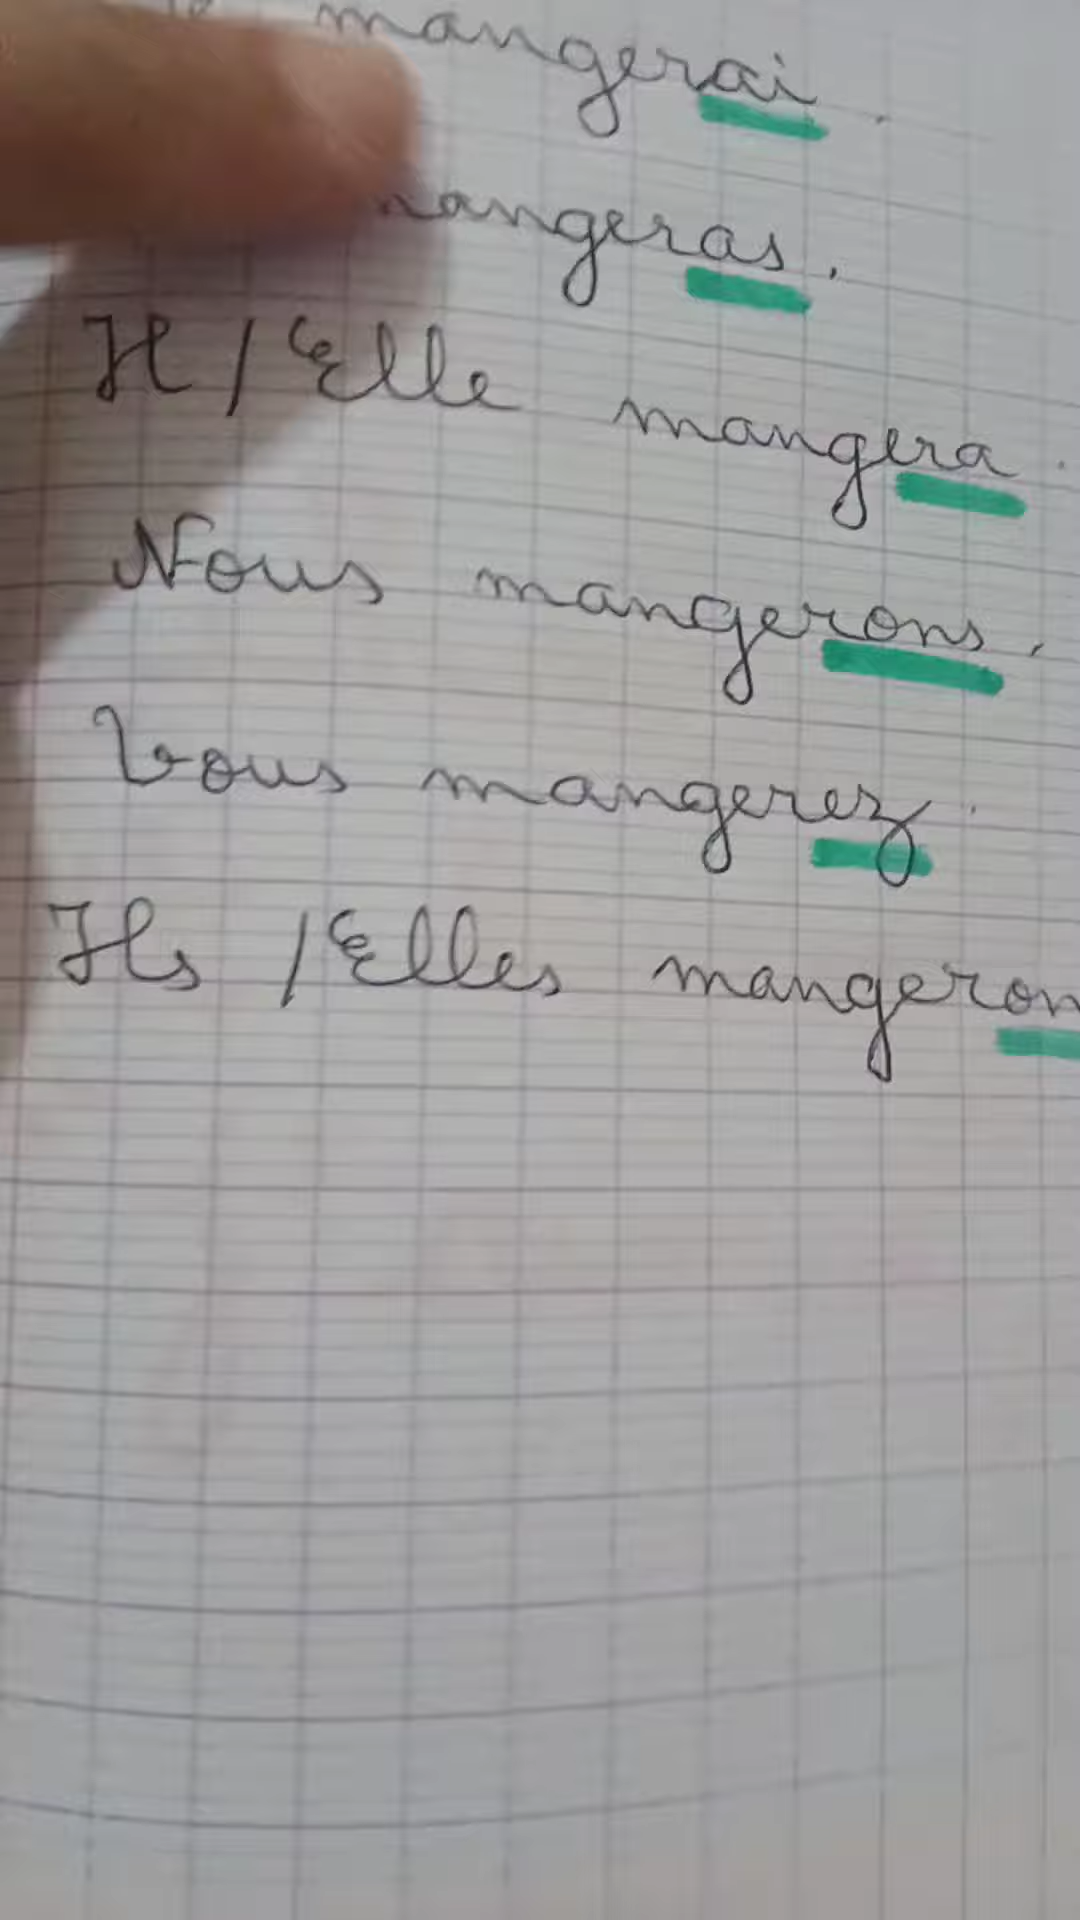 mangerai.
mangeras.
Il / Elle mangera.
Nous mangerons.
Vous mangerez.
Ils / Elles mangeron